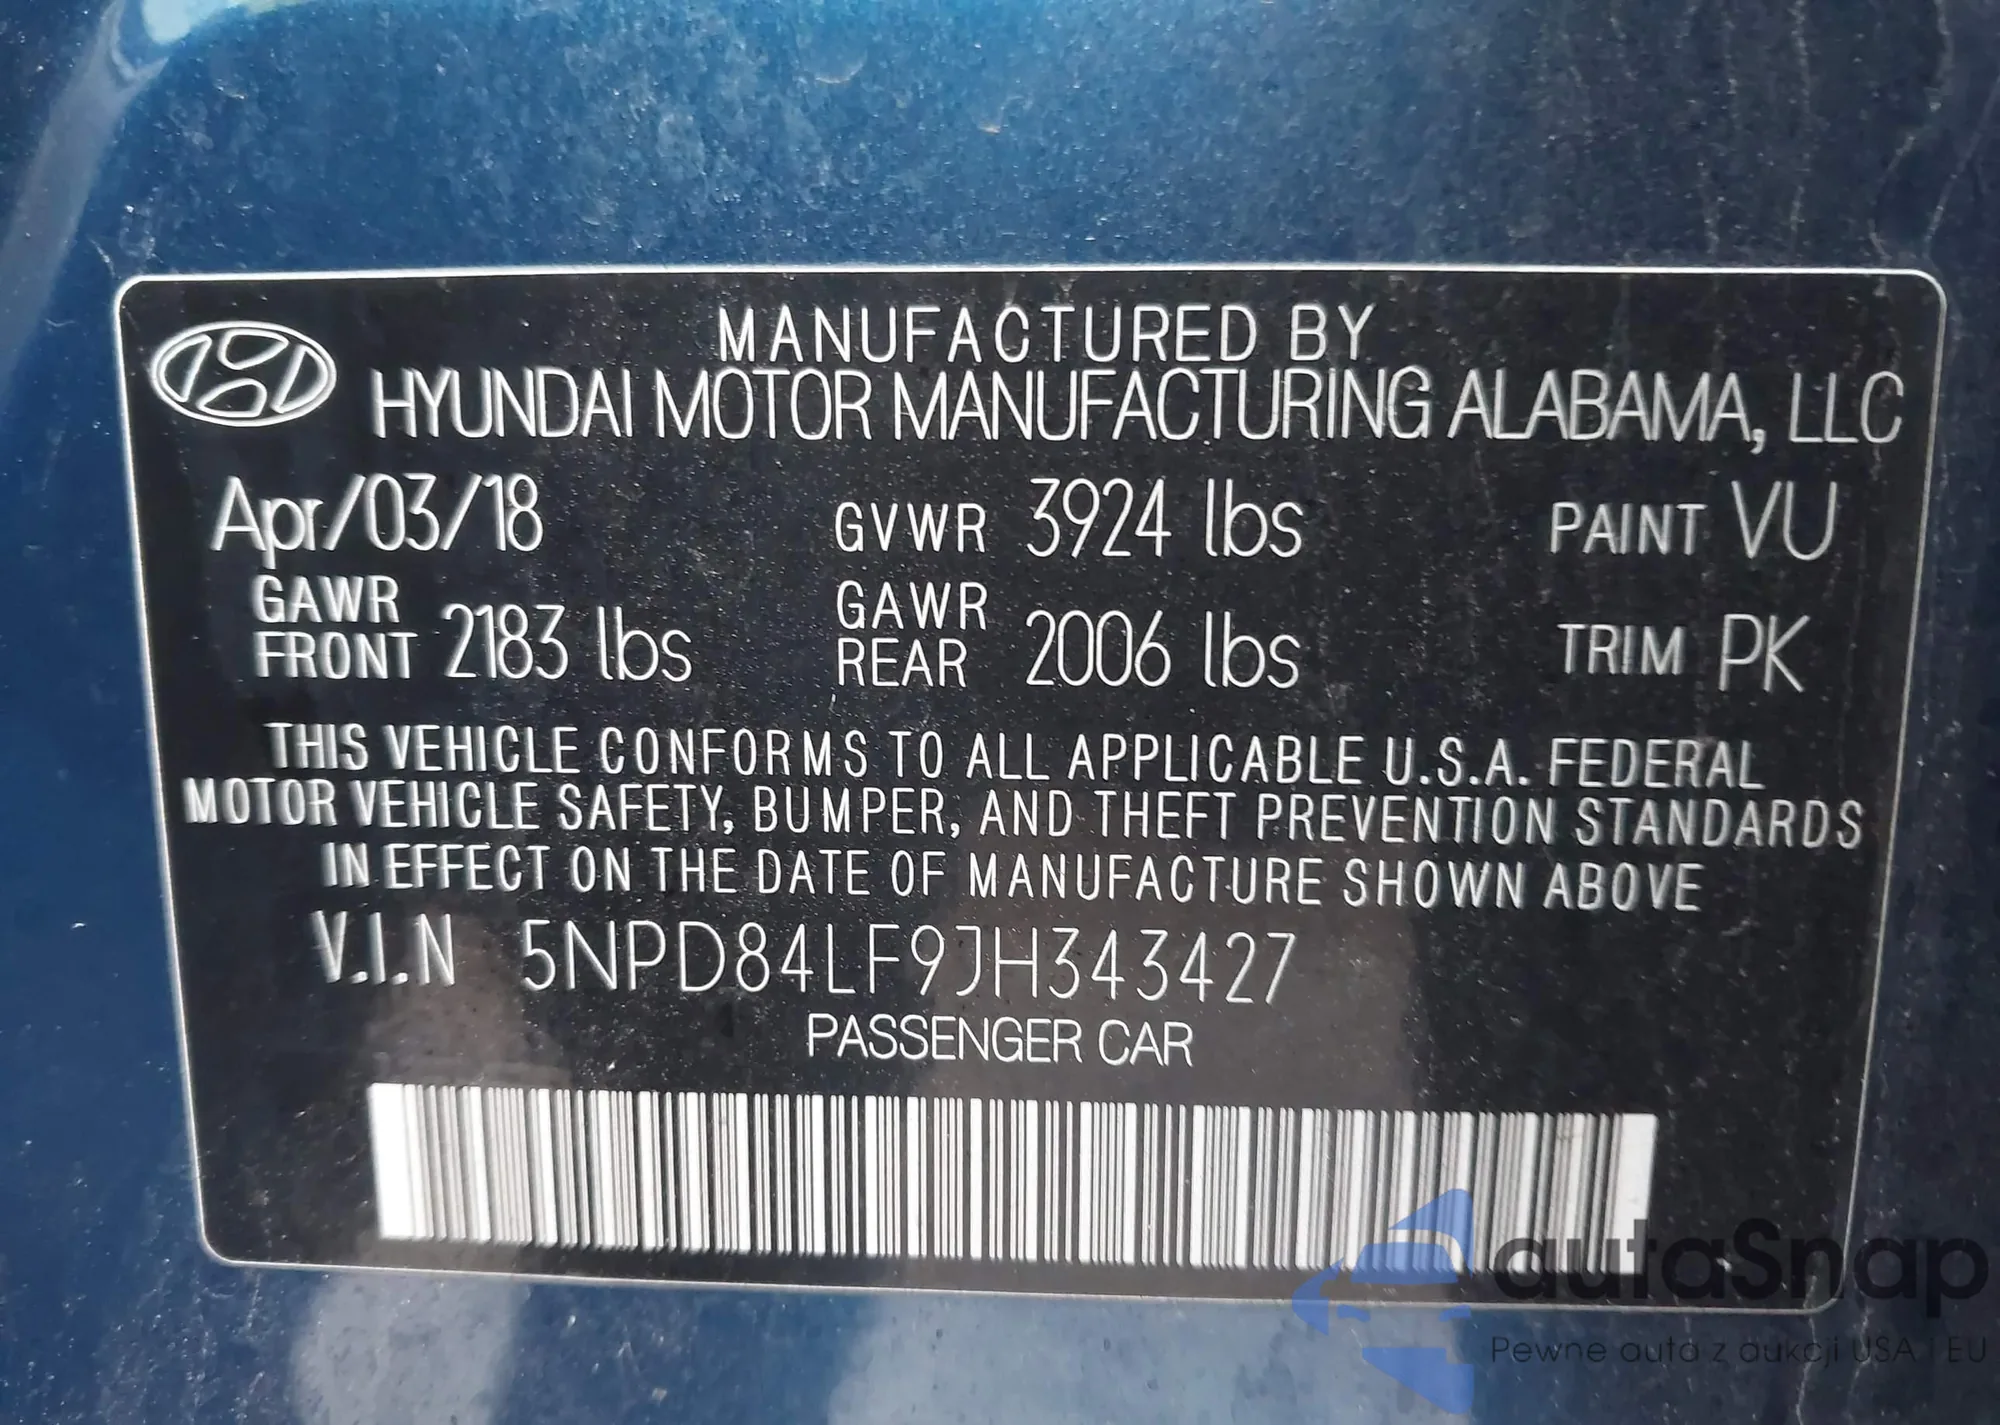 MANUFACTURED BY
HYUNDAI MOTOR MANUFACTURING ALABAMA, LLC
Apr/03/18 GVWR 3924 lbs PAINT VU
GAWR FRONT 2183 lbs GAWR REAR 2006 lbs TRIM PK
THIS VEHICLE CONFORMS TO ALL APPLICABLE U.S.A. FEDERAL
MOTOR VEHICLE SAFETY, BUMPER, AND THEFT PREVENTION STANDARDS
IN EFFECT ON THE DATE OF MANUFACTURE SHOWN ABOVE
V.I.N 5NPD84LF9JH343427
PASSENGER CAR
autaSnap
Pewne auta z aukcji USA i EU